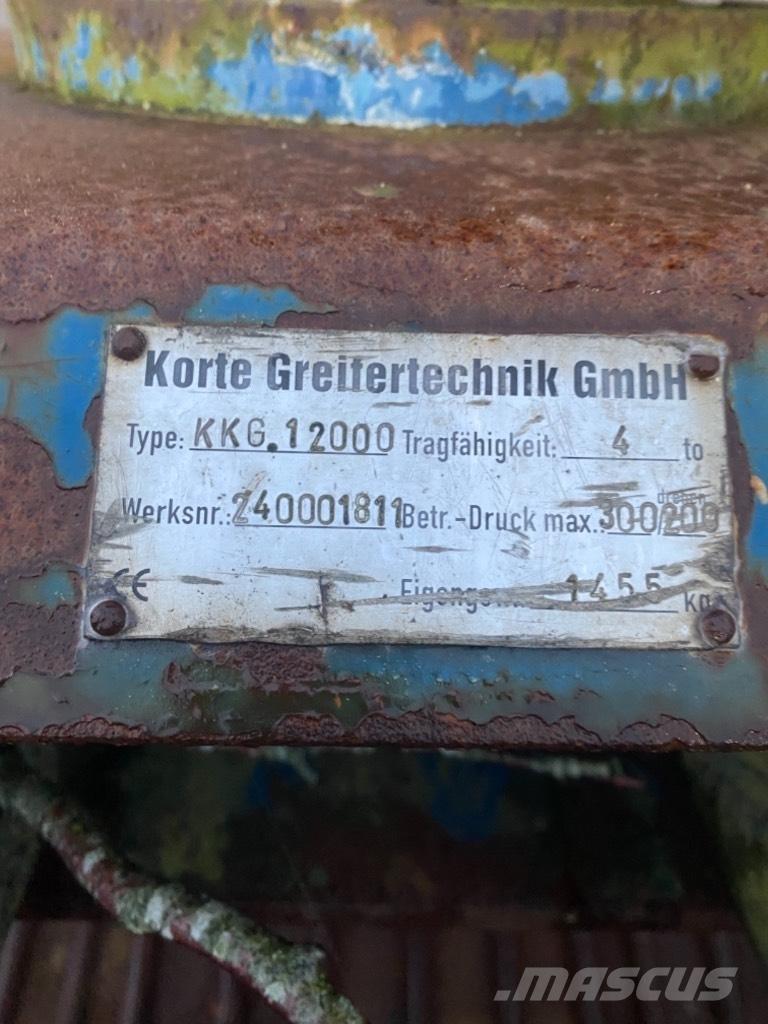 Korte Greifertechnik GmbH
Type: KKG.12000 Tragfähigkeit: 4 to
drehen
Werksnr.: 240001811 Betr.-Druck max.: 300/200
CE 1455 kg
MASCUS